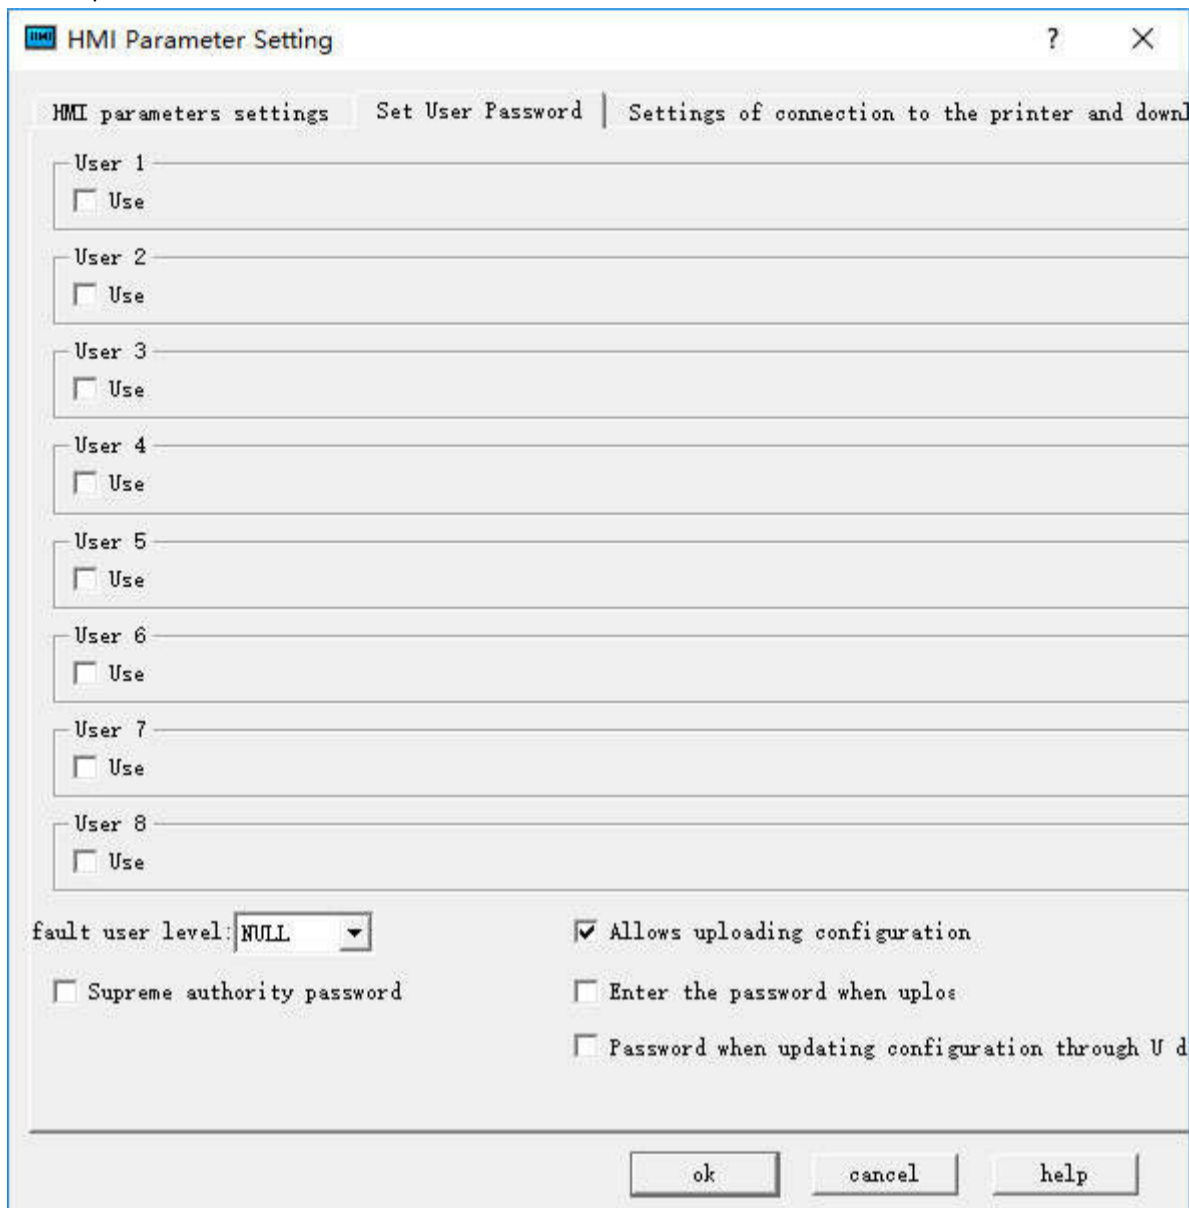 HMI Parameter Setting ?
HMI parameters settings Set User Password Settings of connection to the printer and downl
User 1
Use
User 2
Use
User 3
Use
User 4
Use
User 5
Use
User 6
Use
User 7
Use
User 8
Use
fault user level: NULL Allows uploading configuration
Supreme authority password Enter the password when uploa
Password when updating configuration through U d
ok cancel help